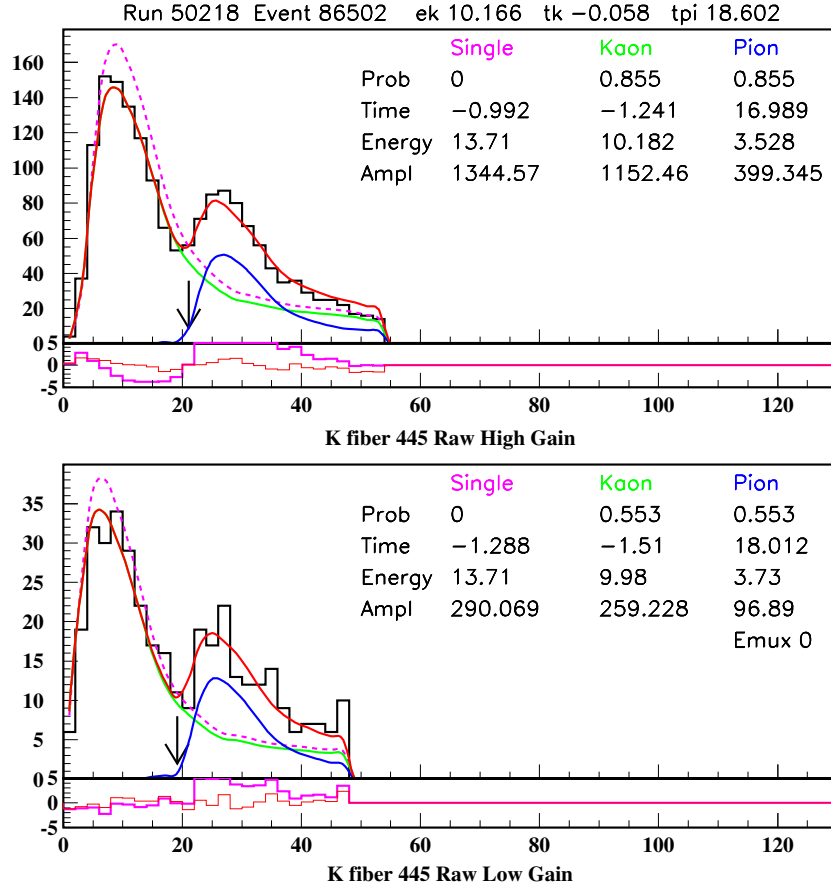 Run 50218 Event 86502 ek 10.166 tk −0.058 tpi 18.602
Single Kaon Pion
Prob 0 0.855 0.855
Time −0.992 −1.241 16.989
Energy 13.71 10.182 3.528
Ampl 1344.57 1152.46 399.345
160
140
120
100
80
60
40
20
0 5
0
-5
0 20 40 60 80 100 120
K fiber 445 Raw High Gain
Single Kaon Pion
Prob 0 0.553 0.553
Time −1.288 −1.51 18.012
Energy 13.71 9.98 3.73
Ampl 290.069 259.228 96.89
Emux 0
35
30
25
20
15
10
5
0 5
0
-5
0 20 40 60 80 100 120
K fiber 445 Raw Low Gain